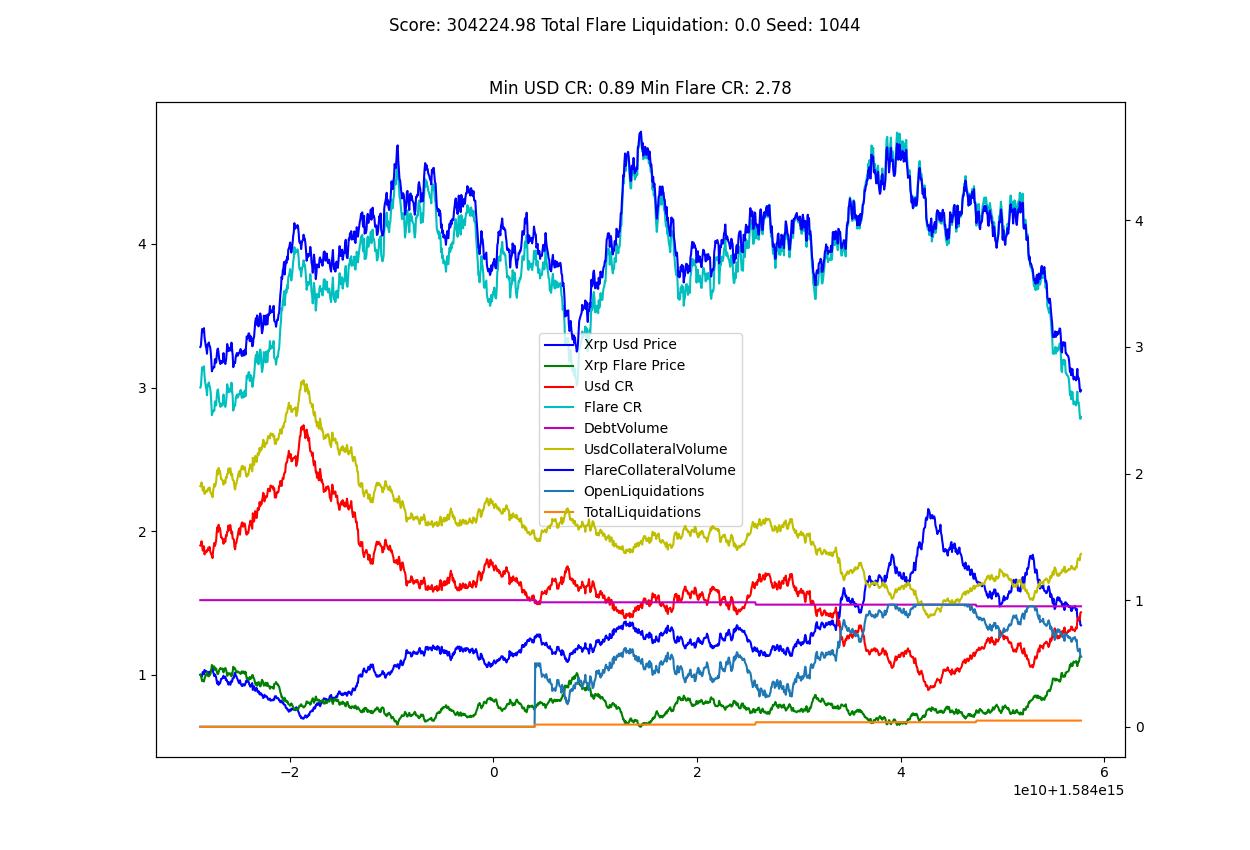 Score: 304224.98 Total Flare Liquidation: 0.0 Seed: 1044
Min USD CR: 0.89 Min Flare CR: 2.78
4
3
2
1
4
3
2
1
0
Xrp Usd Price
Xrp Flare Price
Usd CR
Flare CR
DebtVolume
UsdCollateralVolume
FlareCollateralVolume
OpenLiquidations
TotalLiquidations
−2 0 2 4 6
1e10+1.584e15